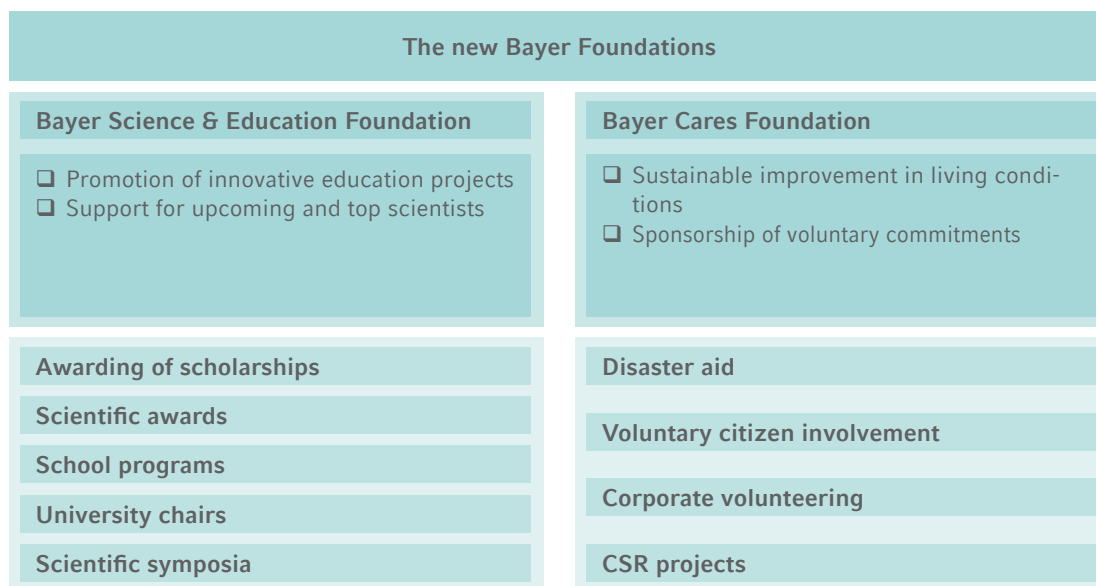 The new Bayer Foundations
Bayer Science & Education Foundation
❑ Promotion of innovative education projects
❑ Support for upcoming and top scientists
Awarding of scholarships
Scientific awards
School programs
University chairs
Scientific symposia
Bayer Cares Foundation
❑ Sustainable improvement in living condi-
tions
❑ Sponsorship of voluntary commitments
Disaster aid
Voluntary citizen involvement
Corporate volunteering
CSR projects